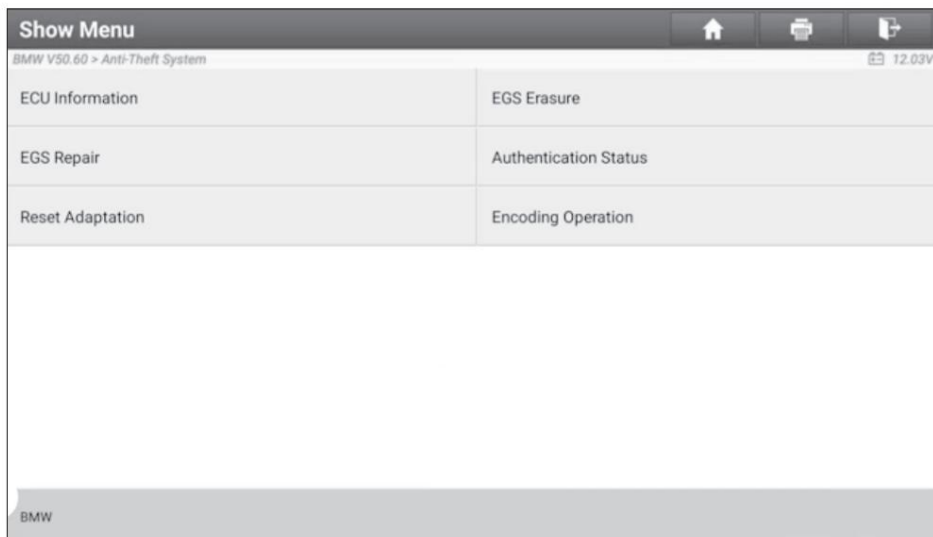 Show Menu
BMW V50.60 > Anti-Theft System
12.03V
ECU Information
EGS Erasure
EGS Repair
Authentication Status
Reset Adaptation
Encoding Operation
BMW